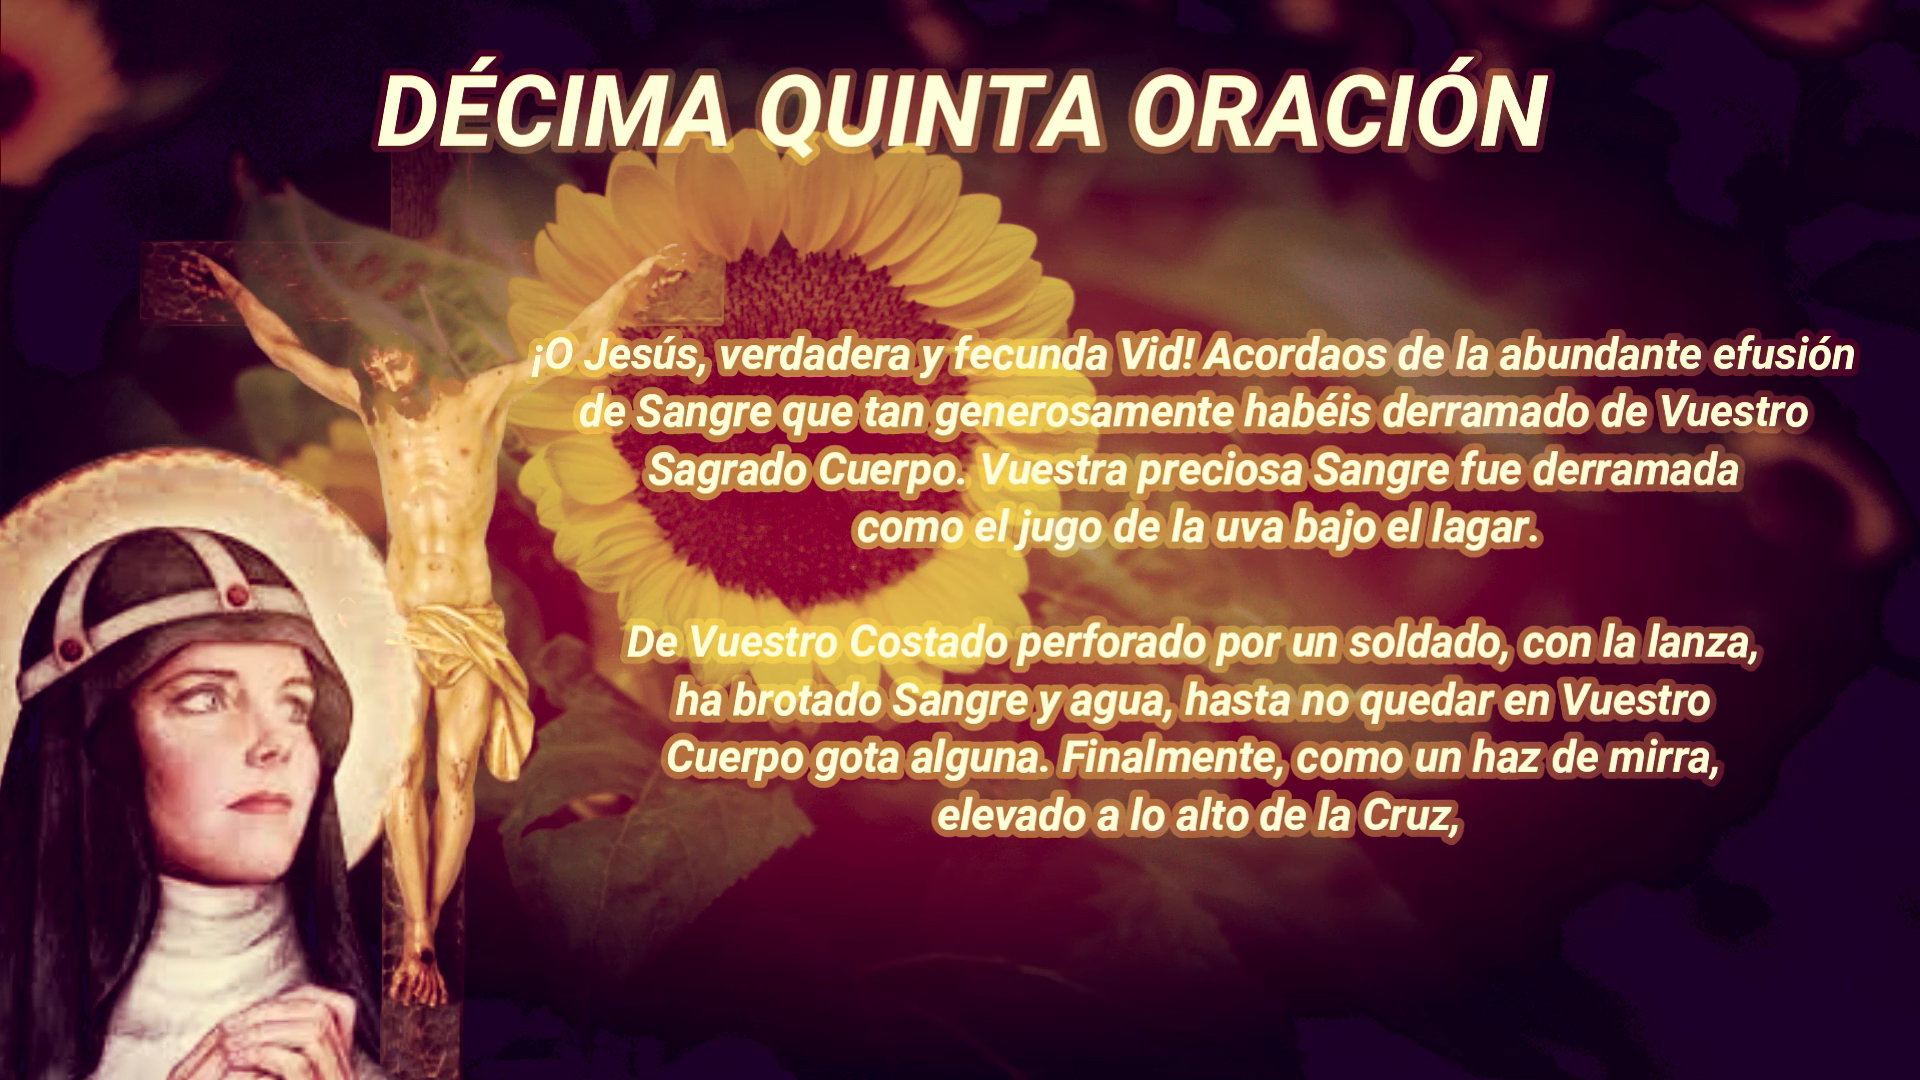 DÉCIMA QUINTA ORACIÓN
¡O Jesús, verdadera y fecunda Vid! Acordaos de la abundante efusión
de Sangre que tan generosamente habéis derramado de Vuestro
Sagrado Cuerpo. Vuestra preciosa Sangre fue derramada
como el jugo de la uva bajo el lagar.
De Vuestro Costado perforado por un soldado, con la lanza,
ha brotado Sangre y agua, hasta no quedar en Vuestro
Cuerpo gota alguna. Finalmente, como un haz de mirra,
elevado a lo alto de la Cruz,